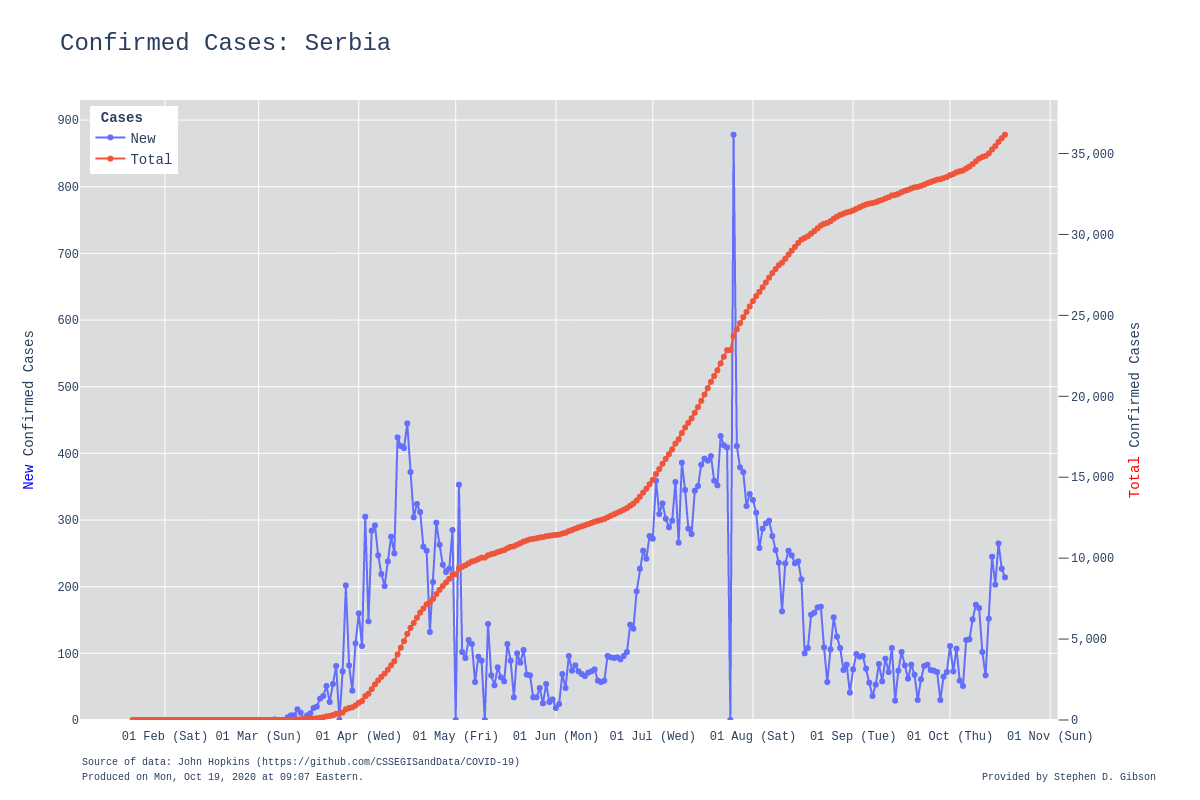 Confirmed Cases: Serbia
Cases
New
Total
900
800
700
600
500
400
300
200
100
0
New Confirmed Cases
35,000
30,000
25,000
20,000
15,000
10,000
5,000
0
Total Confirmed Cases
01 Feb (Sat) 01 Mar (Sun) 01 Apr (Wed) 01 May (Fri) 01 Jun (Mon) 01 Jul (Wed) 01 Aug (Sat) 01 Sep (Tue) 01 Oct (Thu) 01 Nov (Sun)
Source of data: John Hopkins (https://github.com/CSSEGISandData/COVID-19)
Produced on Mon, Oct 19, 2020 at 09:07 Eastern.
Provided by Stephen D. Gibson